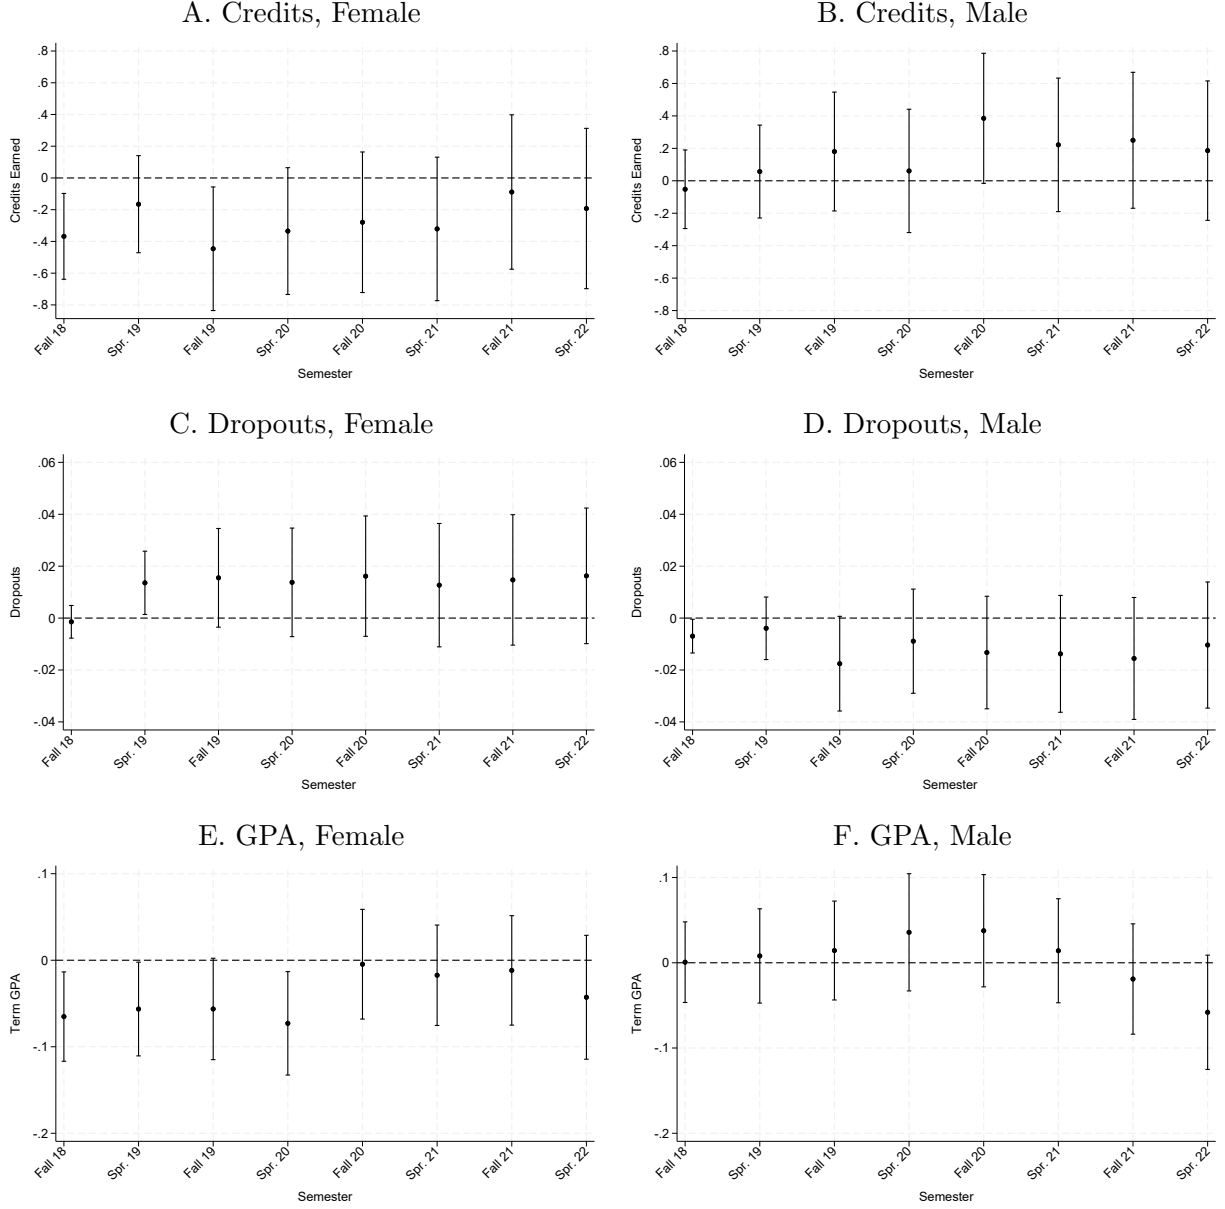 A. Credits, Female
.8
.6
.4
.2
0
-.2
-.4
-.6
-.8
Credits Earned
Fall 18
Spr. 19
Fall 19
Spr. 20
Fall 20
Spr. 21
Fall 21
Spr. 22
Semester
B. Credits, Male
.8
.6
.4
.2
0
-.2
-.4
-.6
-.8
Credits Earned
Fall 18
Spr. 19
Fall 19
Spr. 20
Fall 20
Spr. 21
Fall 21
Spr. 22
Semester
C. Dropouts, Female
.06
.04
.02
0
-.02
-.04
Dropouts
Fall 18
Spr. 19
Fall 19
Spr. 20
Fall 20
Spr. 21
Fall 21
Spr. 22
Semester
D. Dropouts, Male
.06
.04
.02
0
-.02
-.04
Dropouts
Fall 18
Spr. 19
Fall 19
Spr. 20
Fall 20
Spr. 21
Fall 21
Spr. 22
Semester
E. GPA, Female
.1
0
-.1
-.2
Term GPA
Fall 18
Spr. 19
Fall 19
Spr. 20
Fall 20
Spr. 21
Fall 21
Spr. 22
Semester
F. GPA, Male
.1
0
-.1
-.2
Term GPA
Fall 18
Spr. 19
Fall 19
Spr. 20
Fall 20
Spr. 21
Fall 21
Spr. 22
Semester